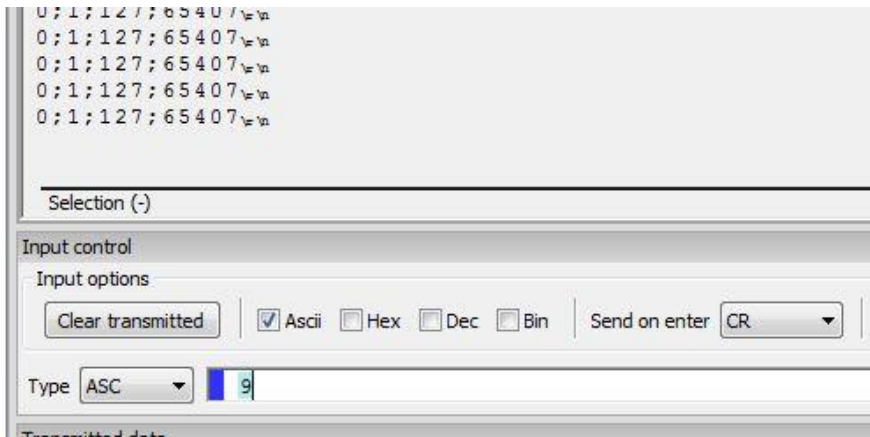 0;1;127;65407\r\n
0;1;127;65407\r\n
0;1;127;65407\r\n
0;1;127;65407\r\n
0;1;127;65407\r\n
Selection (-)
Input control
Input options
Clear transmitted Ascii Hex Dec Bin Send on enter CR
Type ASC 9
Transmitted data